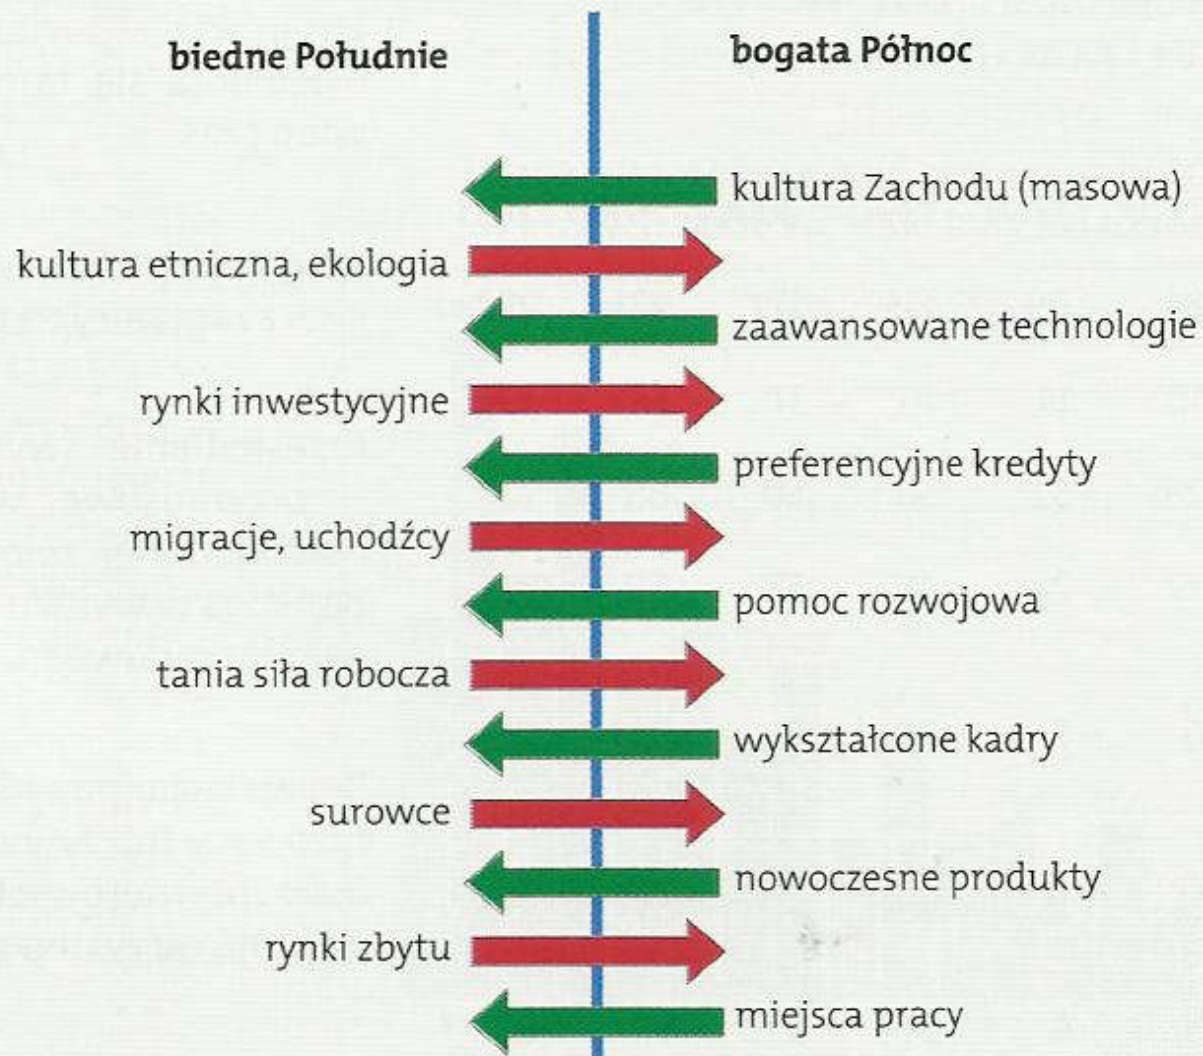 biedne Południe
bogata Północ
kultura Zachodu (masowa)
kultura etniczna, ekologia
zaawansowane technologie
rynki inwestycyjne
preferencyjne kredyty
migracje, uchodźcy
pomoc rozwojowa
tania siła robocza
wykształcone kadry
surowce
nowoczesne produkty
rynki zbytu
miejsca pracy